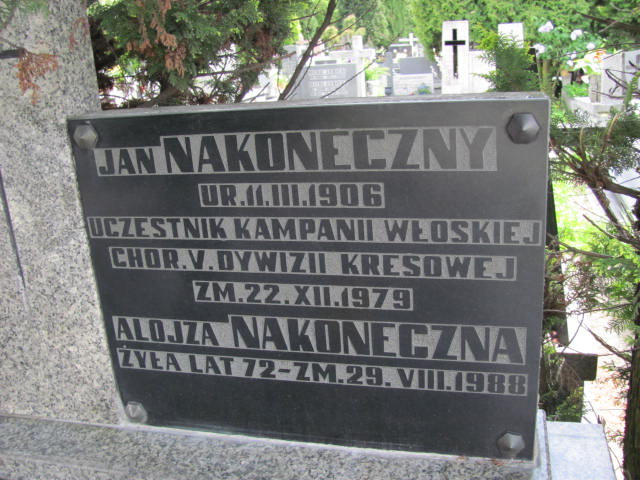 JAN NAKONECZNY
UR.11.III.1906
UCZESTNIK KAMPANII WŁOSKIEJ
CHOR.V.DYWIZII KRESOWEJ
ZM.22.XII.1979
ALOJZA NAKONECZNA
ŻYŁA LAT 72-ZM.29.VIII.1988